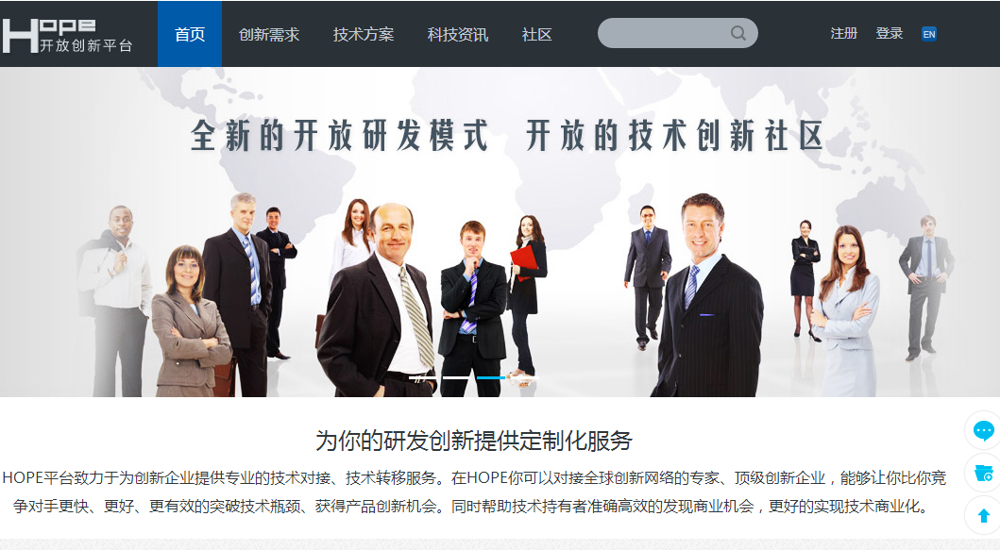 Hope
开放创新平台
首页 创新需求 技术方案 科技资讯 社区 注册 登录 EN
全新的开放研发模式 开放的技术创新社区
为你的研发创新提供定制化服务
HOPE平台致力于为创新企业提供专业的技术对接、技术转移服务。在HOPE你可以对接全球创新网络的专家、顶级创新企业，能够让你比你竞
争对手更快、更好、更有效的突破技术瓶颈、获得产品创新机会。同时帮助技术持有者准确高效的发现商业机会，更好的实现技术商业化。